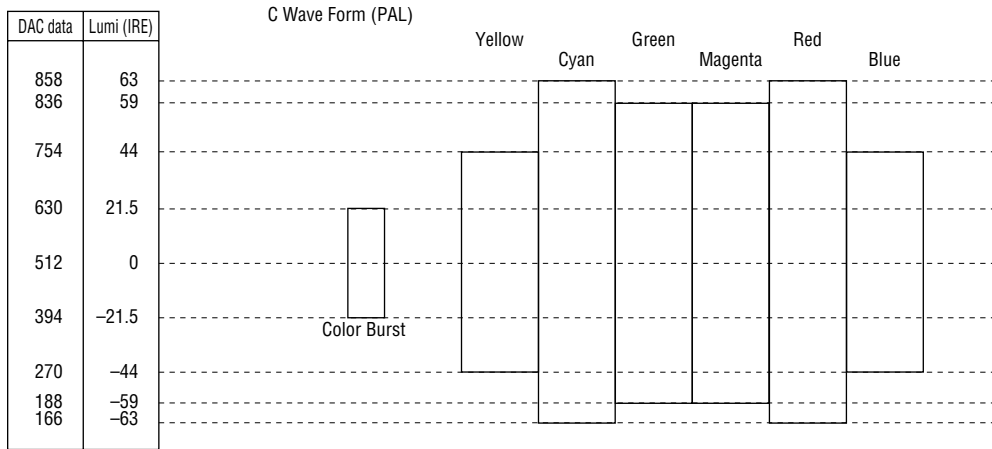 C Wave Form (PAL)
DAC data Lumi (IRE)
Yellow Green Red
Cyan Magenta Blue
858 63
836 59
754 44
630 21.5
512 0
394 –21.5
Color Burst
270 –44
188 –59
166 –63